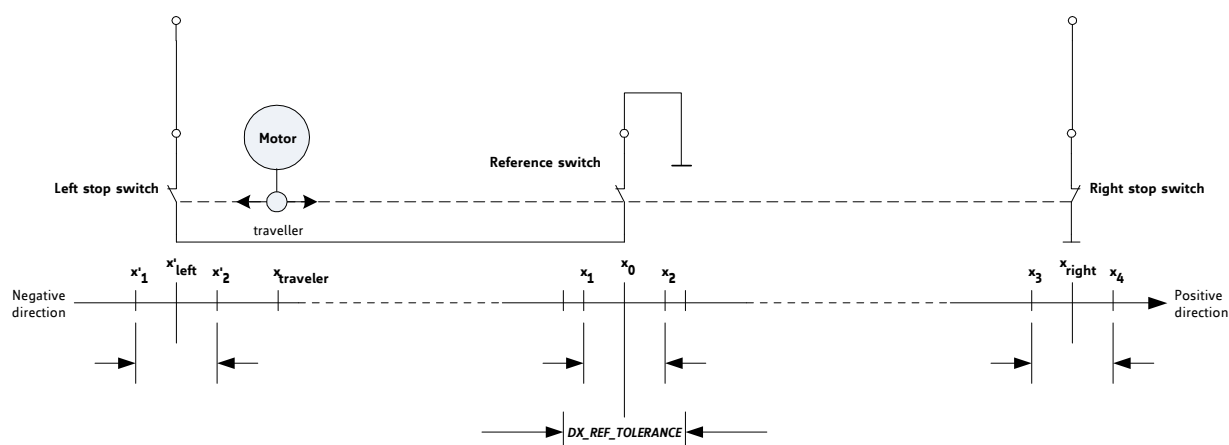 Motor
Reference switch
Left stop switch
Right stop switch
traveller
x'1
x'left
x'2
xtraveler
x1
x0
x2
x3
xright
x4
Negative
direction
Positive
direction
DX_REF_TOLERANCE